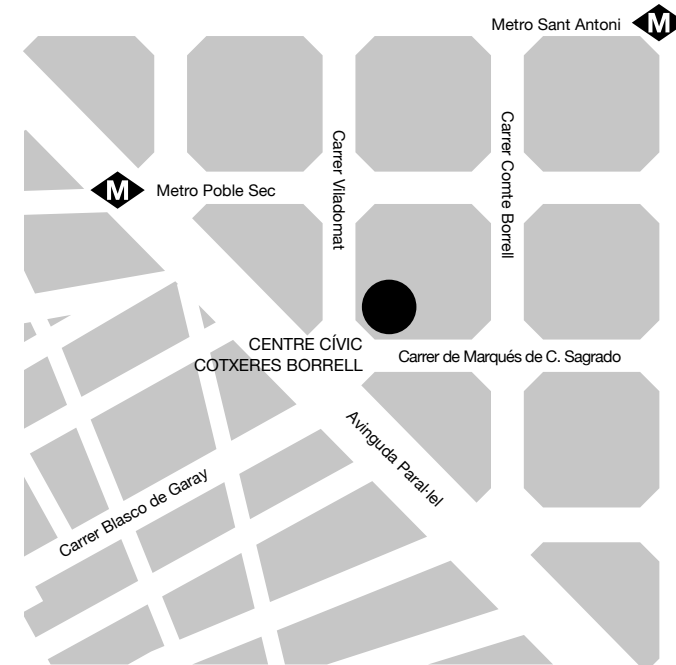 Metro Sant Antoni M
M Metro Poble Sec
Carrer Viladomat
Carrer Comte Borrell
CENTRE CÍVIC
COTXERES BORRELL
Carrer de Marqués de C. Sagrado
Avinguda Paral·lel
Carrer Blasco de Garay